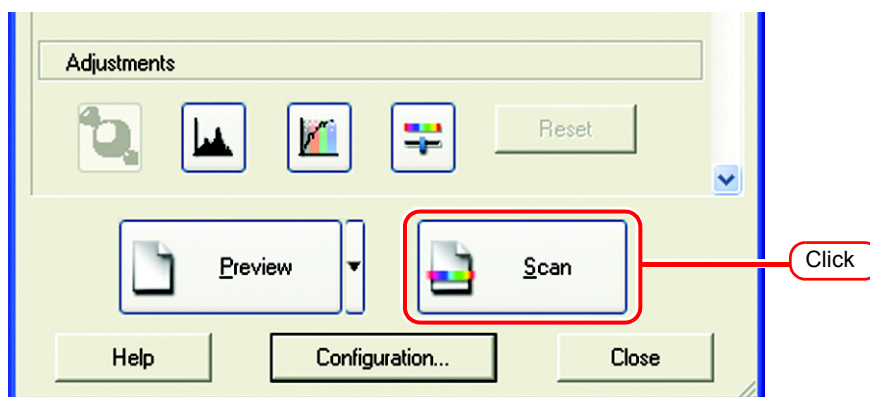 Adjustments
Reset
Preview
Scan
Click
Help
Configuration...
Close